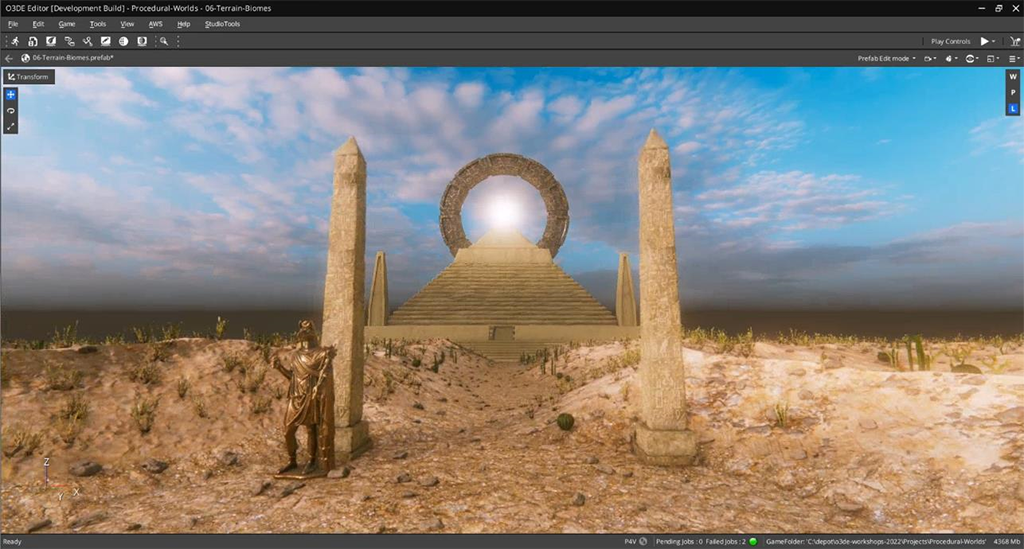 O3DE Editor [Development Build] - Procedural-Worlds - 06-Terrain-Biomes
File Edit Game Tools View AWS Help StudioTools
Play Controls
06-Terrain-Biomes.prefab*
Prefab Edit mode
Transform
W
P
L
Z
Y X
Ready
P4V Pending Jobs : 0 Failed Jobs : 2 GameFolder: 'C:\depot\o3de-workshops-2022\Projects\Procedural-Worlds' 4368 Mb